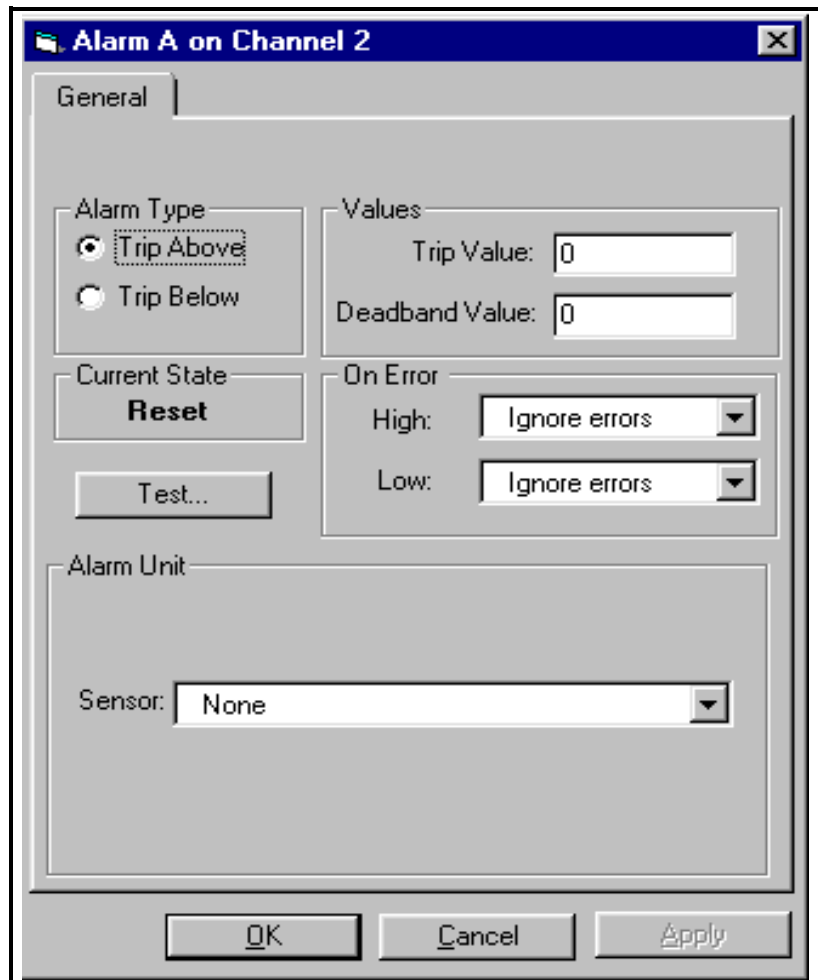 Alarm A on Channel 2
General
Alarm Type
Trip Above
Trip Below
Values
Trip Value: 0
Deadband Value: 0
Current State
Reset
On Error
High: Ignore errors
Low: Ignore errors
Test...
Alarm Unit
Sensor: None
OK
Cancel
Apply